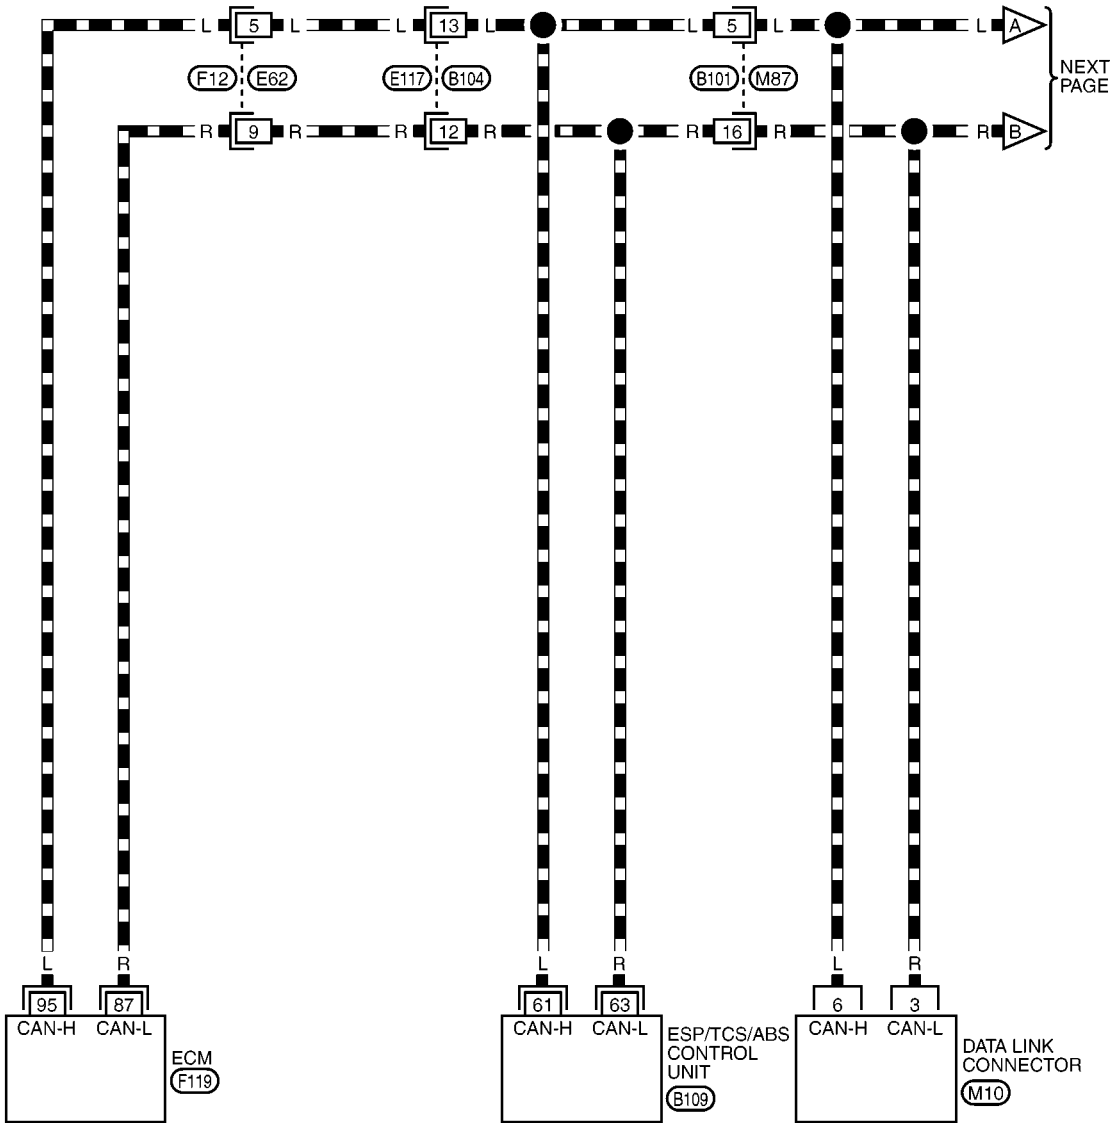 L 5 L L 13 L L 5 L L A
F12 E62 E117 B104 B101 M87 NEXT
PAGE
R 9 R R 12 R R 16 R R B
L R L R L R
95 87 61 63 6 3
CAN-H CAN-L CAN-H CAN-L CAN-H CAN-L
ECM
F119
ESP/TCS/ABS
CONTROL
UNIT
B109
DATA LINK
CONNECTOR
M10